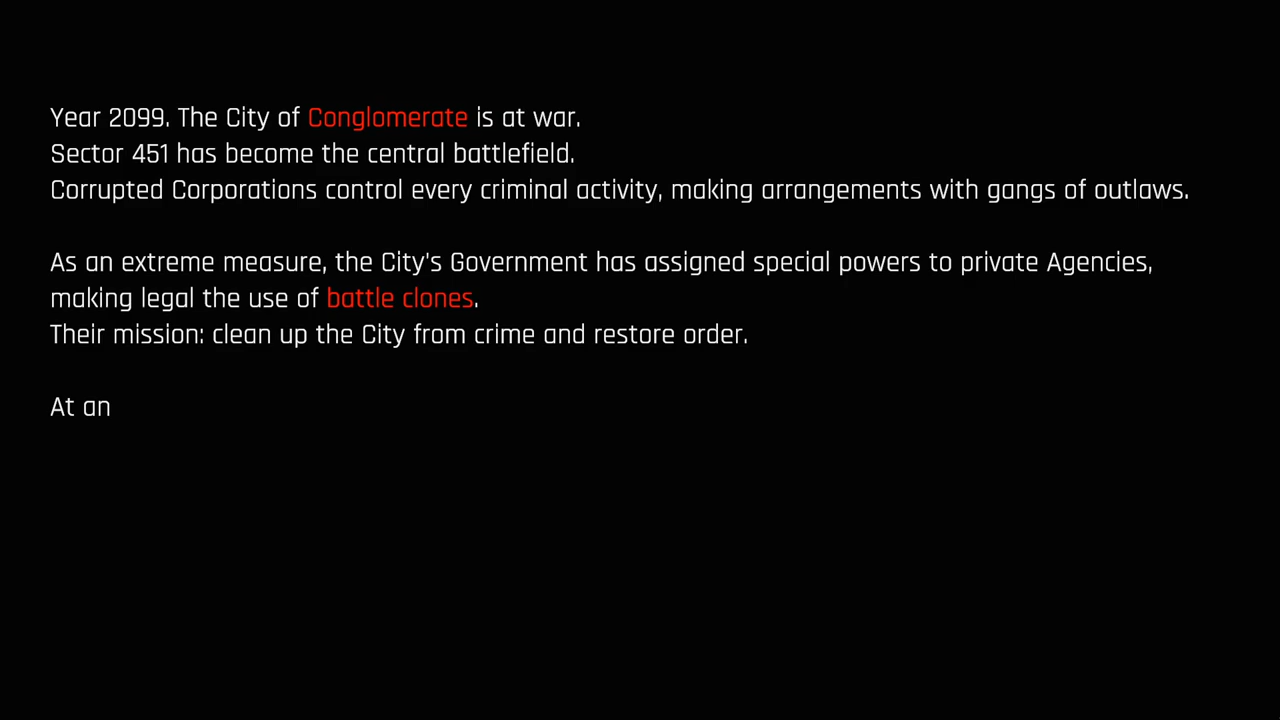 Year 2099. The City of Conglomerate is at war.
Sector 451 has become the central battlefield.
Corrupted Corporations control every criminal activity, making arrangements with gangs of outlaws.
As an extreme measure, the City's Government has assigned special powers to private Agencies,
making legal the use of battle clones.
Their mission: clean up the City from crime and restore order.
At an